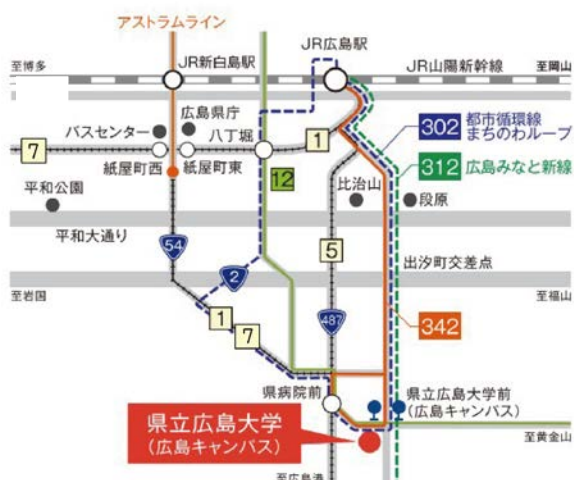 アストラムライン
JR広島駅
至博多
JR新白島駅
JR山陽新幹線
至岡山
広島県庁
バスセンター
八丁堀
1
302 都市循環線
まちのわループ
7
紙屋町西
紙屋町東
12
312 広島みなと新線
平和公園
比治山
段原
平和大通り
54
5
2
出汐町交差点
至岩国
至福山
1
7
487
342
県病院前
県立広島大学前
(広島キャンパス)
県立広島大学
(広島キャンパス)
至黄金山
至広島港